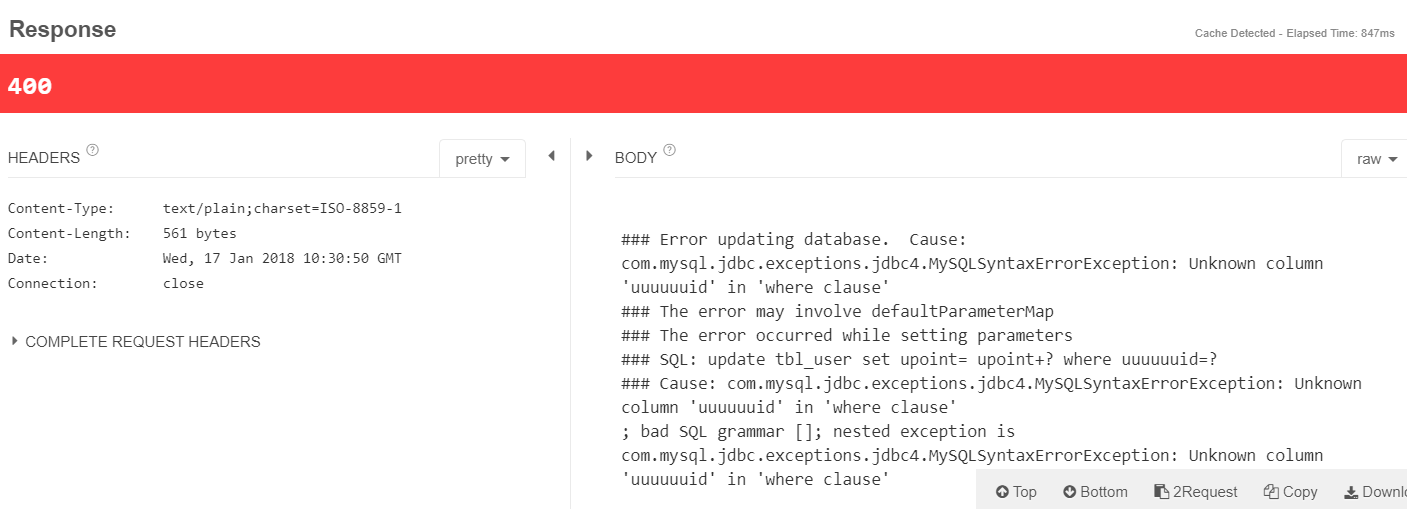 Response
Cache Detected - Elapsed Time: 847ms
400
HEADERS ?
pretty
BODY ?
raw
Content-Type: text/plain;charset=ISO-8859-1
Content-Length: 561 bytes
Date: Wed, 17 Jan 2018 10:30:50 GMT
Connection: close
COMPLETE REQUEST HEADERS
### Error updating database.  Cause:
com.mysql.jdbc.exceptions.jdbc4.MySQLSyntaxErrorException: Unknown column
'uuuuuuid' in 'where clause'
### The error may involve defaultParameterMap
### The error occurred while setting parameters
### SQL: update tbl_user set upoint= upoint+? where uuuuuuid=?
### Cause: com.mysql.jdbc.exceptions.jdbc4.MySQLSyntaxErrorException: Unknown
column 'uuuuuuid' in 'where clause'
; bad SQL grammar []; nested exception is
com.mysql.jdbc.exceptions.jdbc4.MySQLSyntaxErrorException: Unknown column
'uuuuuuid' in 'where clause'
Top Bottom 2Request Copy Downlo